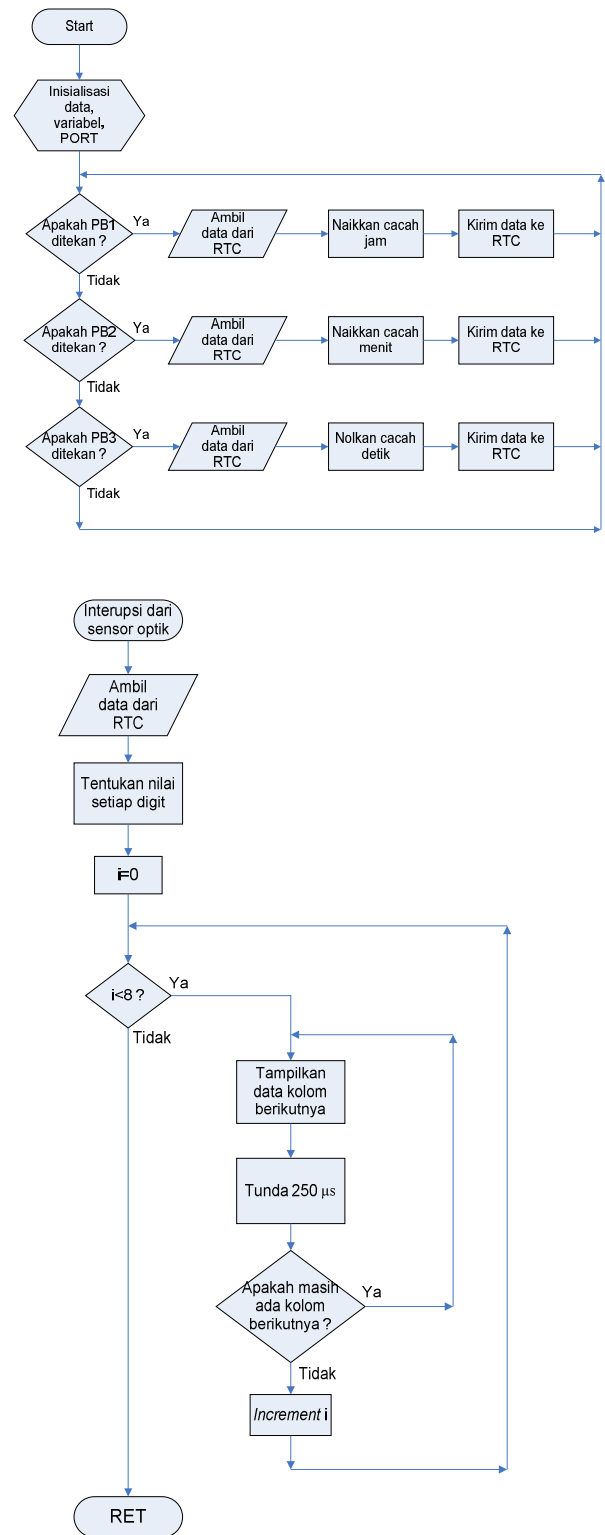 Start
Inisialisasi
data,
variabel,
PORT
Apakah PB1
ditekan ?
Ya
Ambil
data dari
RTC
Naikkan cacah
jam
Kirim data ke
RTC
Tidak
Apakah PB2
ditekan ?
Ya
Ambil
data dari
RTC
Naikkan cacah
menit
Kirim data ke
RTC
Tidak
Apakah PB3
ditekan ?
Ya
Ambil
data dari
RTC
Nolkan cacah
detik
Kirim data ke
RTC
Tidak
Interupsi dari
sensor optik
Ambil
data dari
RTC
Tentukan nilai
setiap digit
i=0
i<8 ?
Ya
Tidak
Tampilkan
data kolom
berikutnya
Tunda 250 µs
Apakah masih
ada kolom
berikutnya ?
Ya
Tidak
Increment i
RET